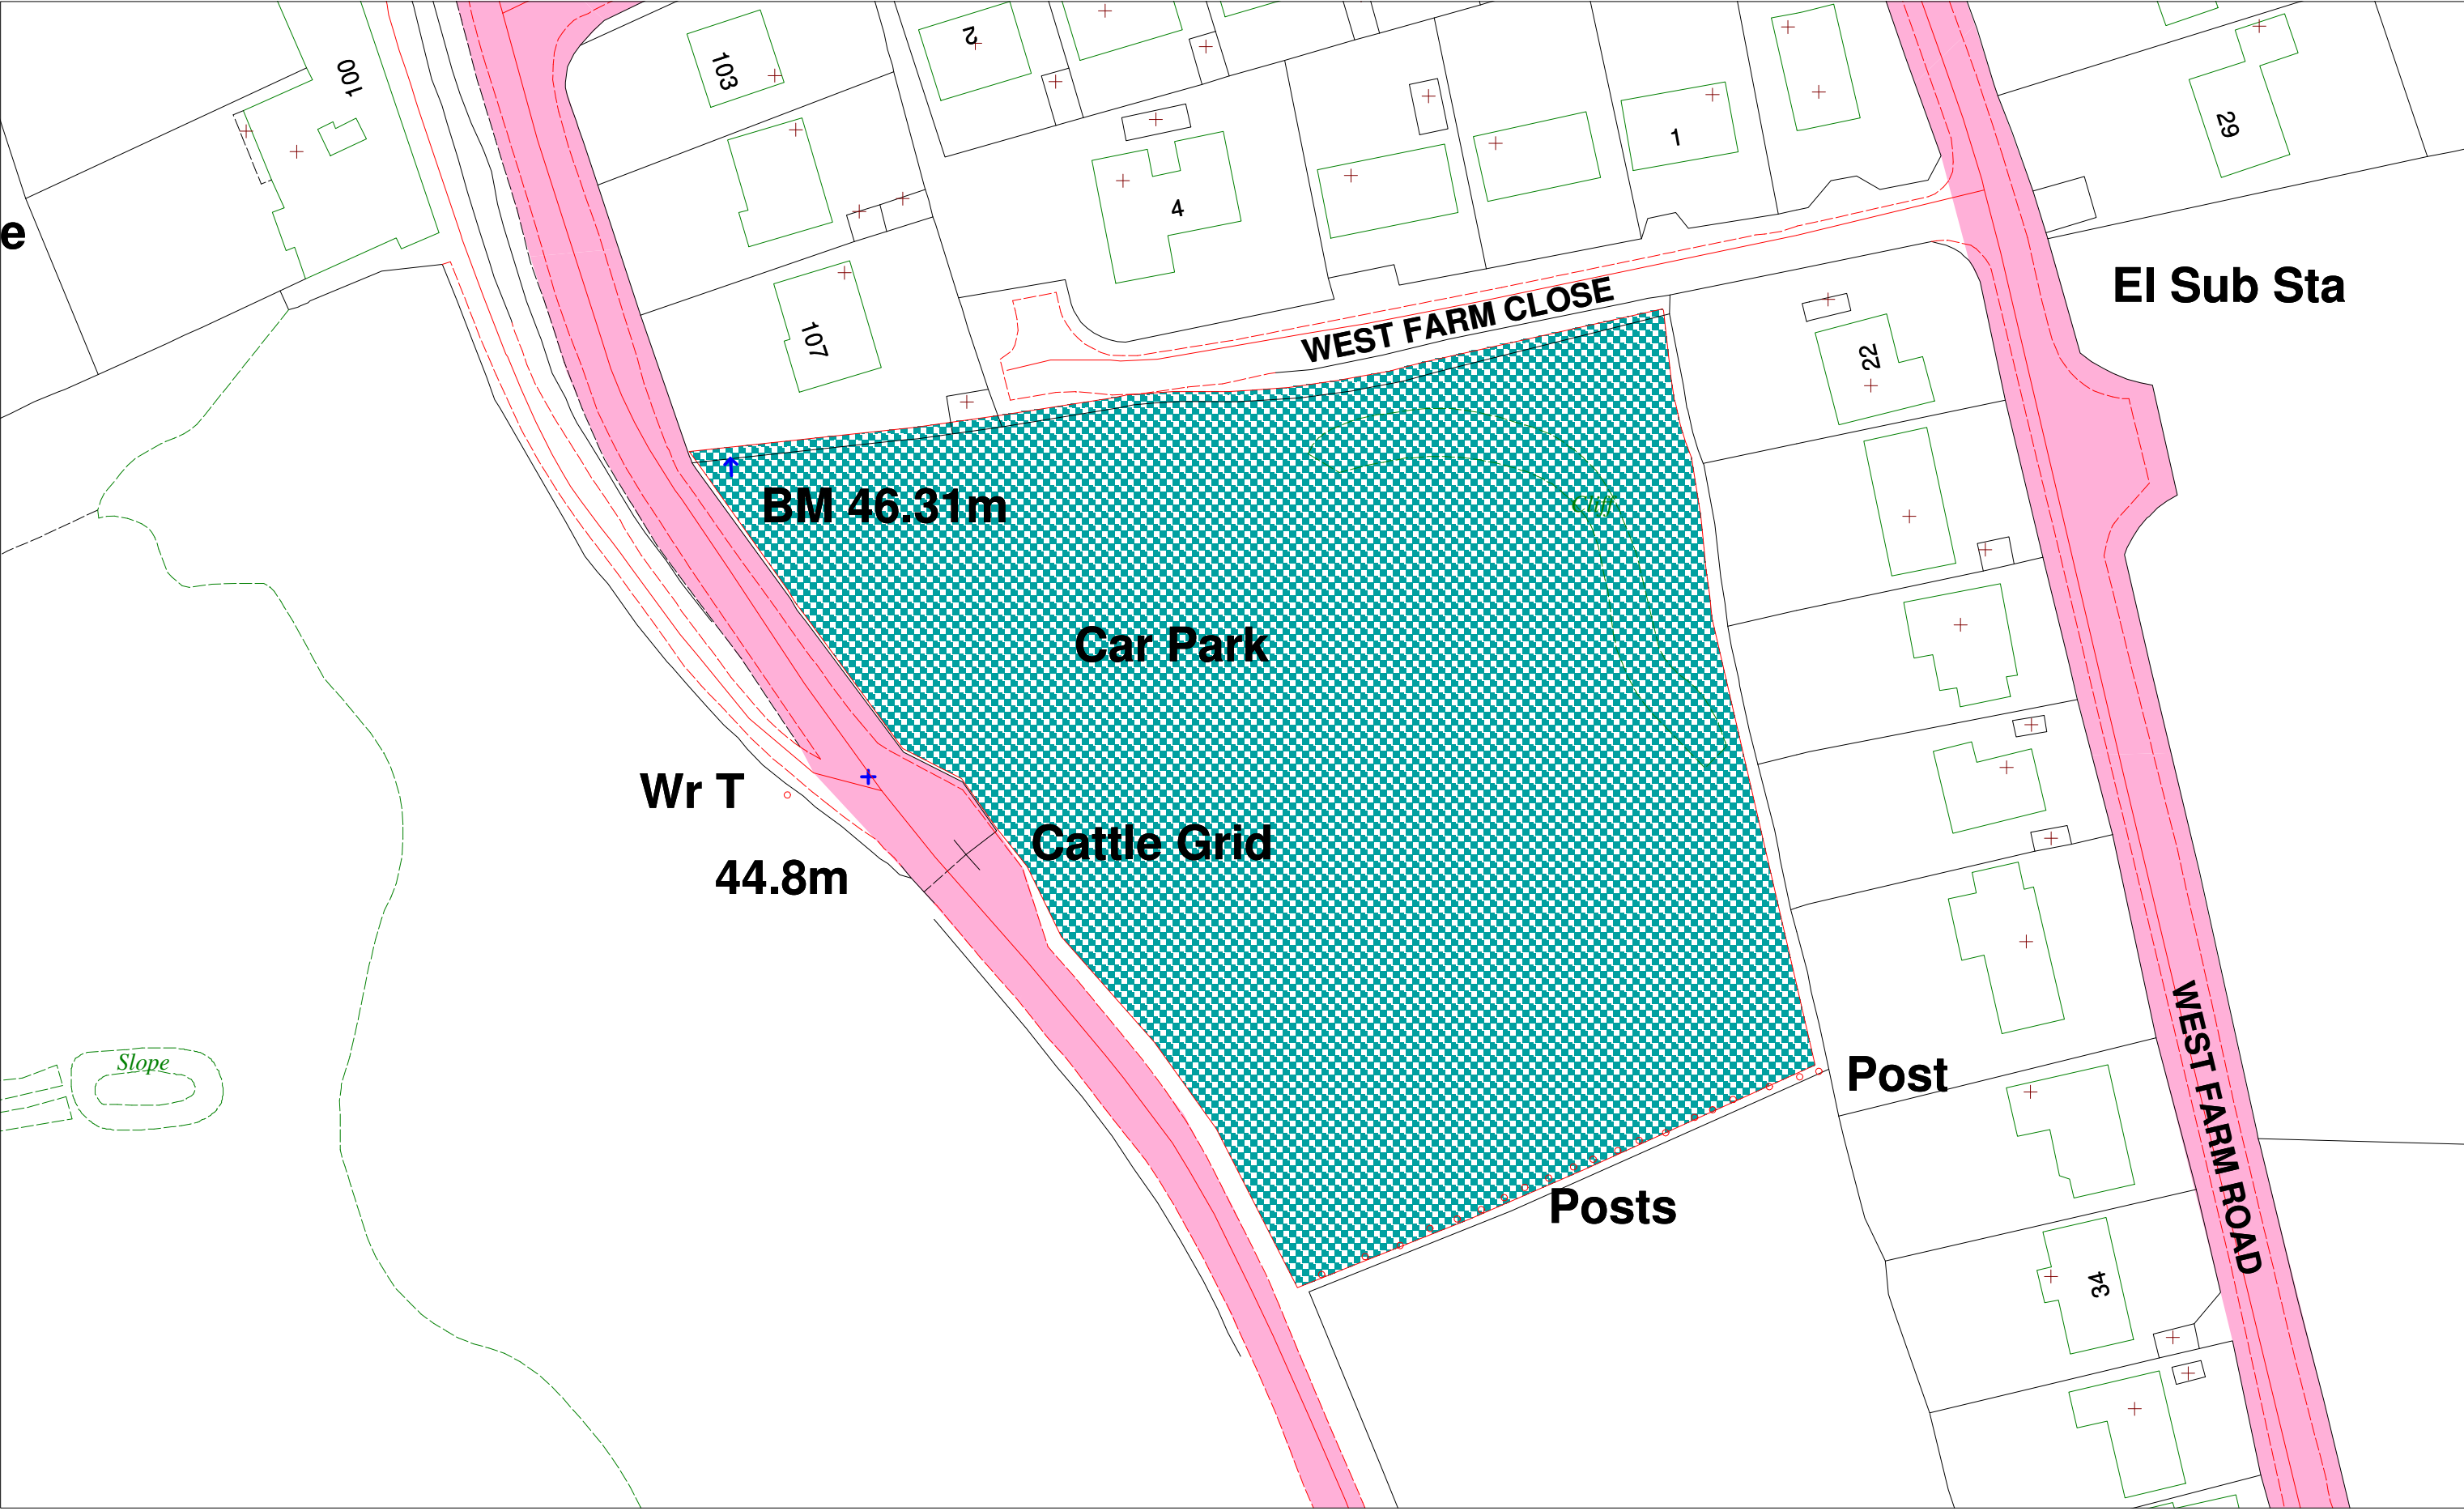 2
100
103
29
1
4
e
El Sub Sta
WEST FARM CLOSE
107
22
BM 46.31m
Cliff
Car Park
Wr T
Cattle Grid
44.8m
Slope
Post
WEST FARM ROAD
Posts
34